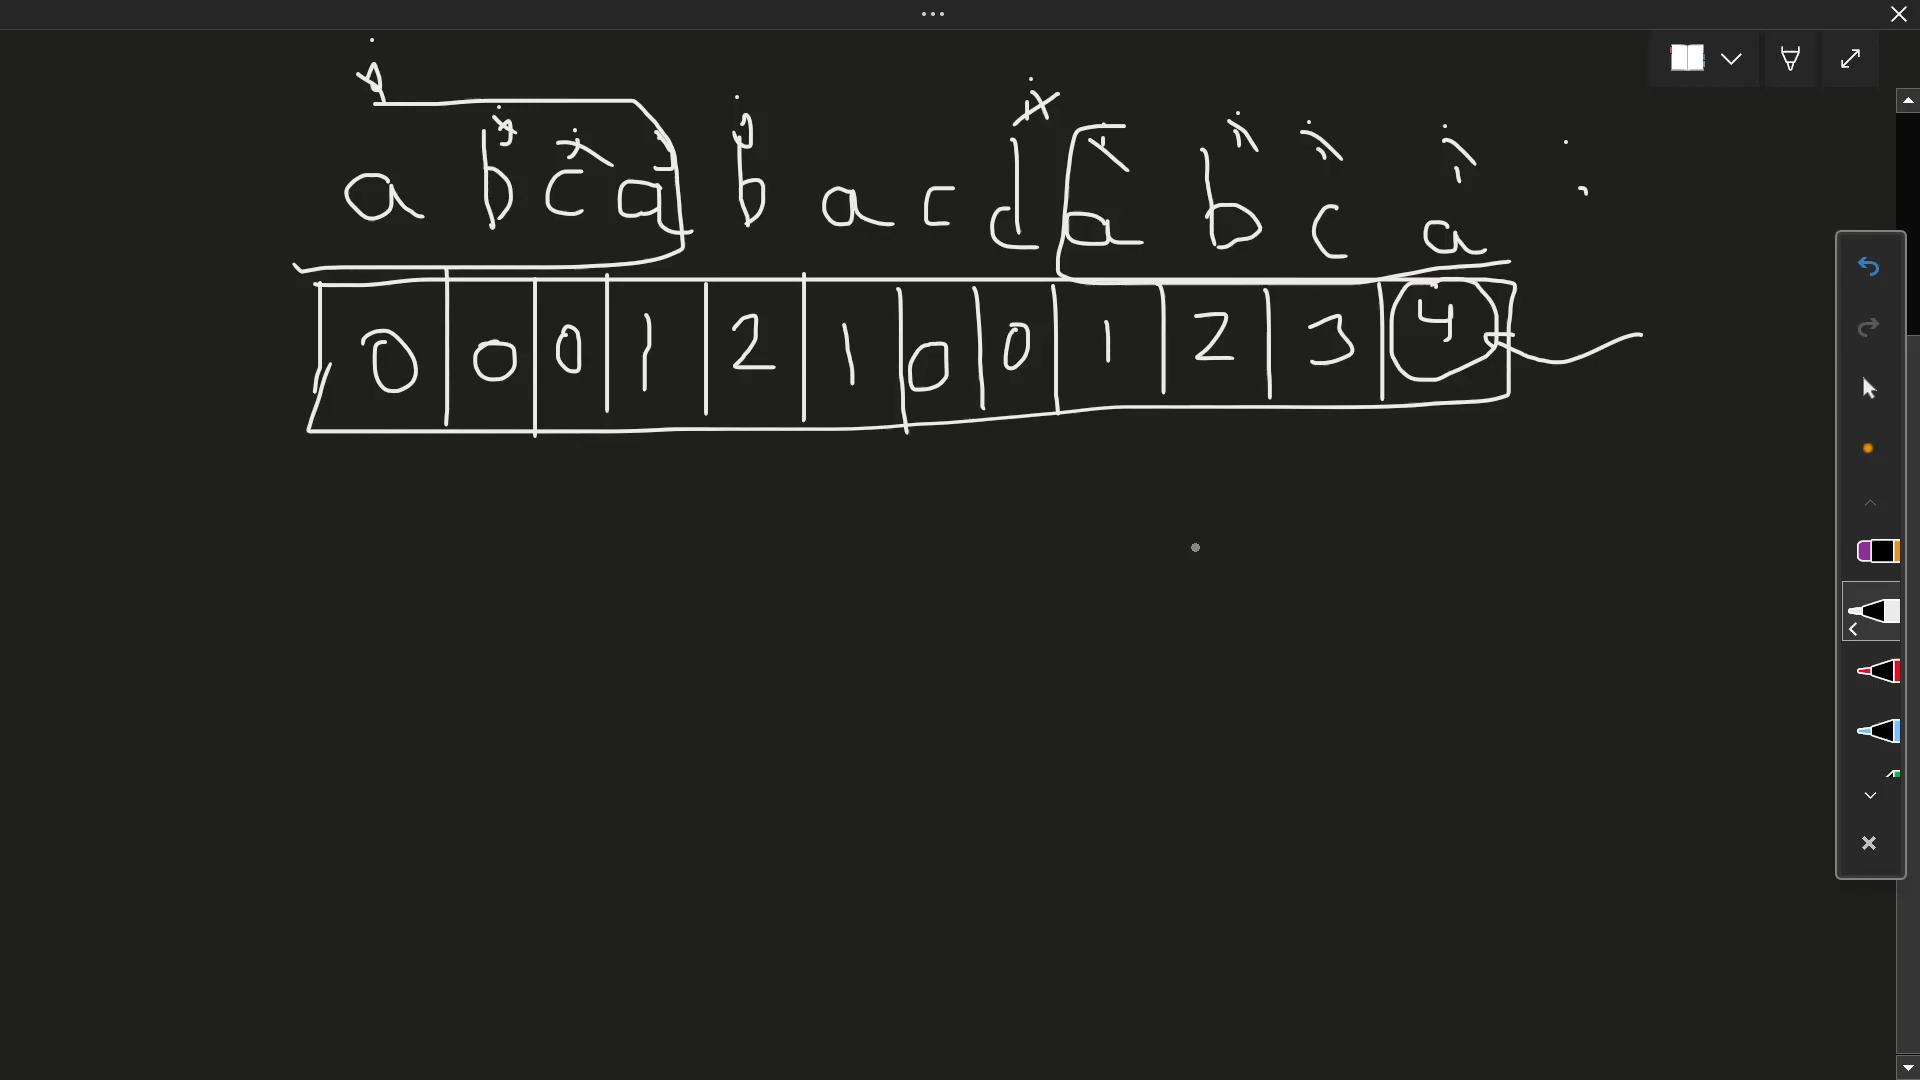 a b c a b a c d a b c a
0 0 0 1 2 1 0 0 1 2 3 4